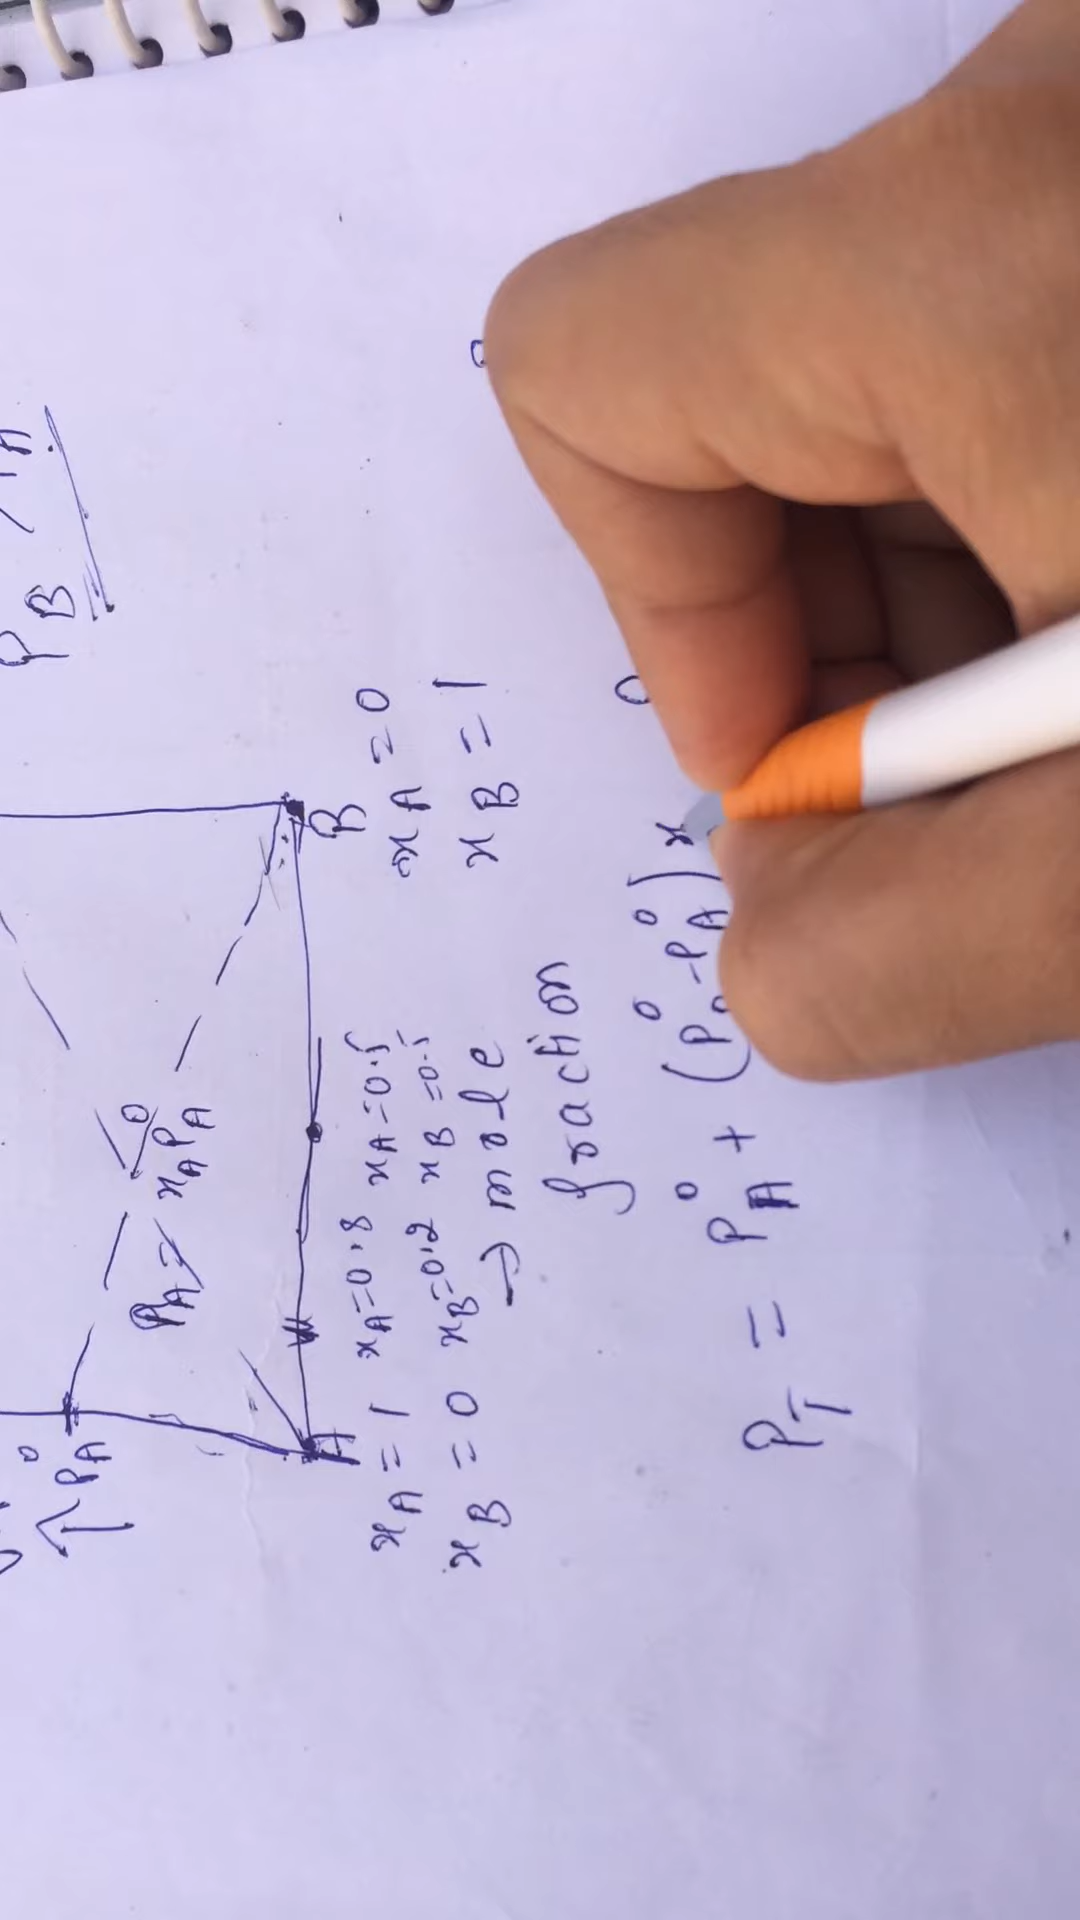 P B
↑ P°A
PA = xA P°A
A B
xA = 1 xA=0.8 xA=0.5 xA = 0
xB = 0 xB=0.2 xB=0.5 xB = 1
→ mole
fraction
PT = P°A + (P° - P°A) x